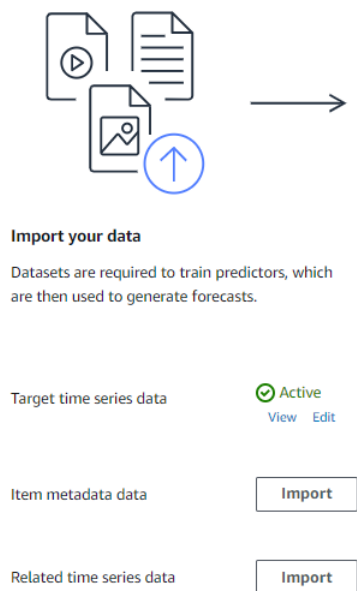 Import your data
Datasets are required to train predictors, which
are then used to generate forecasts.
Target time series data
Active
View Edit
Item metadata data
Import
Related time series data
Import